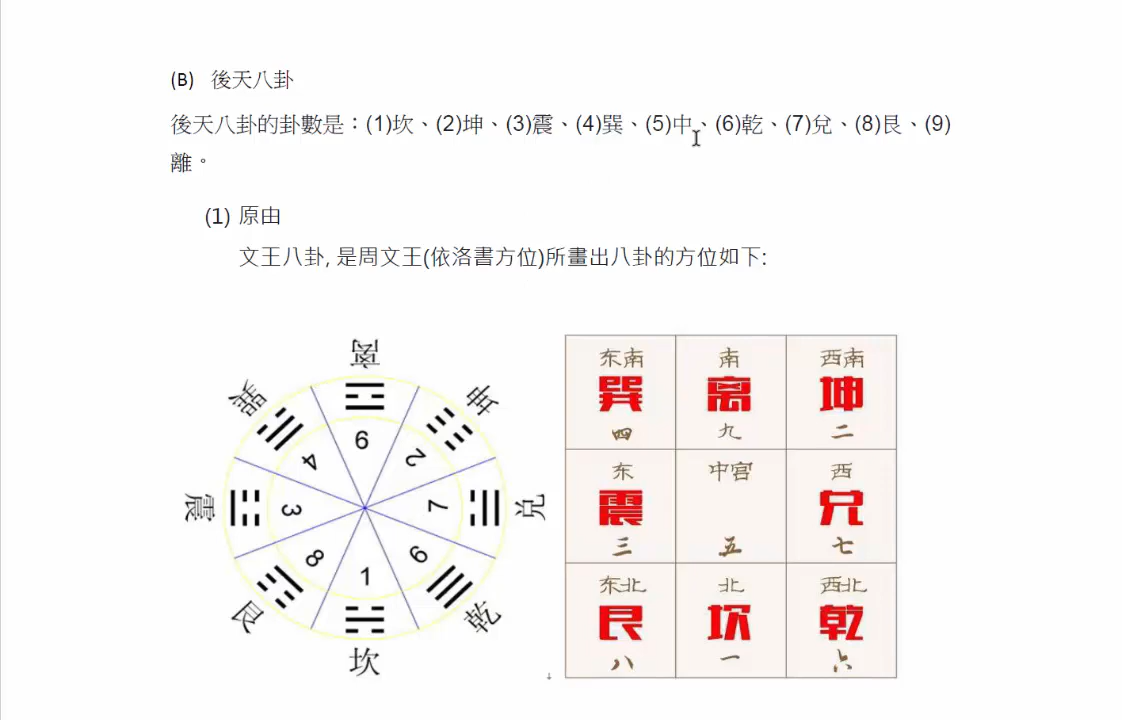 (B) 後天八卦
後天八卦的卦數是：(1)坎、(2)坤、(3)震、(4)巽、(5)中、(6)乾、(7)兌、(8)艮、(9)
離。
(1) 原由
文王八卦, 是周文王(依洛書方位)所畫出八卦的方位如下:
离
巽
坤
9
4
2
震
3
7
兑
8
6
1
艮
乾
坎
东南 南 西南
巽 离 坤
四 九 二
东 中宫 西
震 兑
三 五 七
东北 北 西北
艮 坎 乾
八 一 六